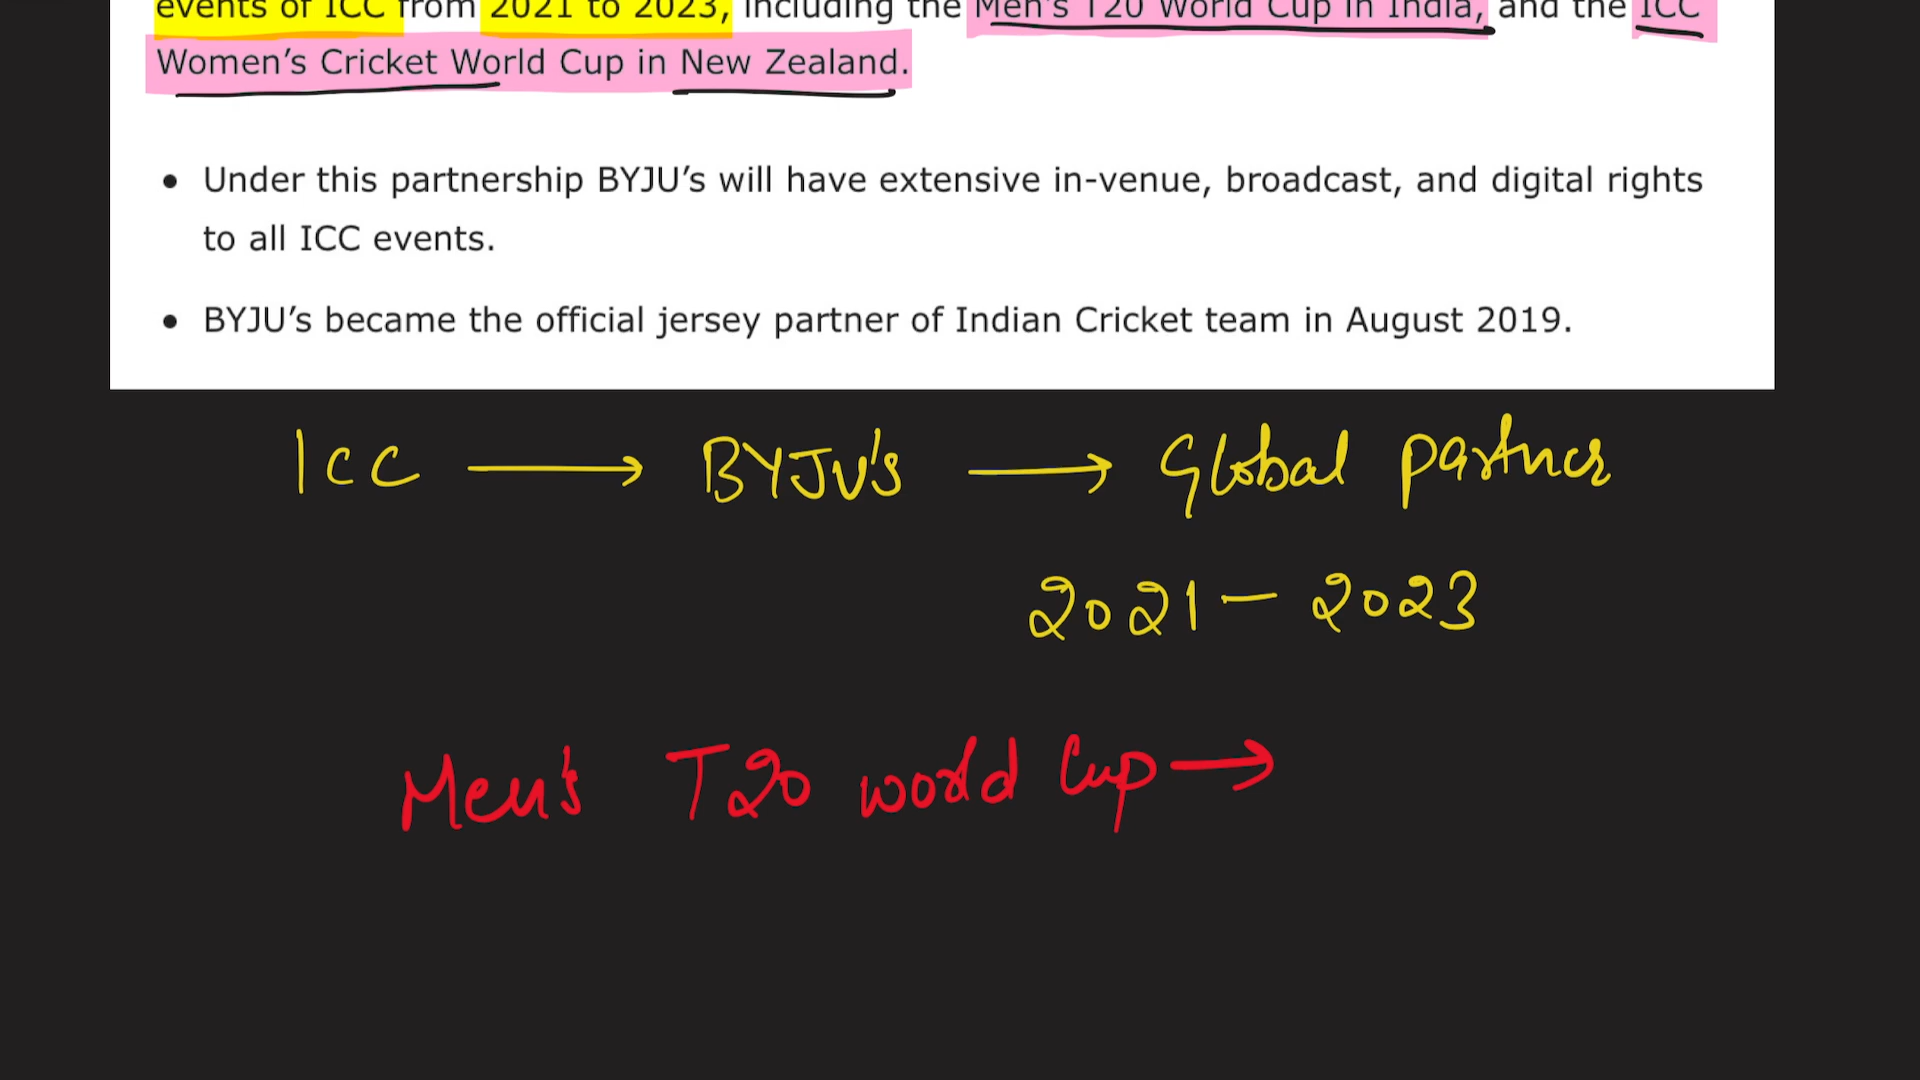 events of ICC from 2021 to 2023, including the Men's T20 World Cup in India, and the ICC
Women's Cricket World Cup in New Zealand.
• Under this partnership BYJU's will have extensive in-venue, broadcast, and digital rights
to all ICC events.
• BYJU's became the official jersey partner of Indian Cricket team in August 2019.
ICC → BYJU's → Global partner
2021 – 2023
Men's T20 world Cup →